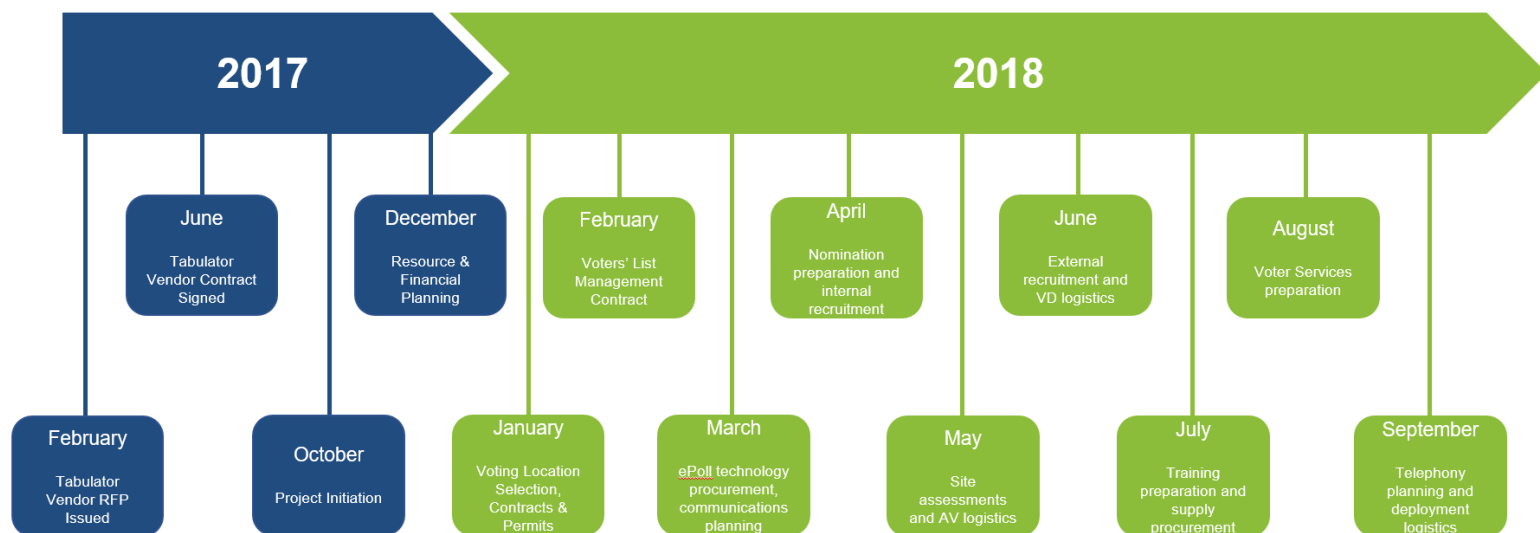 2017
2018
June
Tabulator
Vendor Contract
Signed
December
Resource &
Financial
Planning
February
Voters' List
Management
Contract
April
Nomination
preparation and
internal
recruitment
June
External
recruitment and
VD logistics
August
Voter Services
preparation
February
Tabulator
Vendor RFP
Issued
October
Project Initiation
January
Voting Location
Selection,
Contracts &
Permits
March
ePoll technology
procurement,
communications
planning
May
Site
assessments
and AV logistics
July
Training
preparation and
supply
procurement
September
Telephony
planning and
deployment
logistics